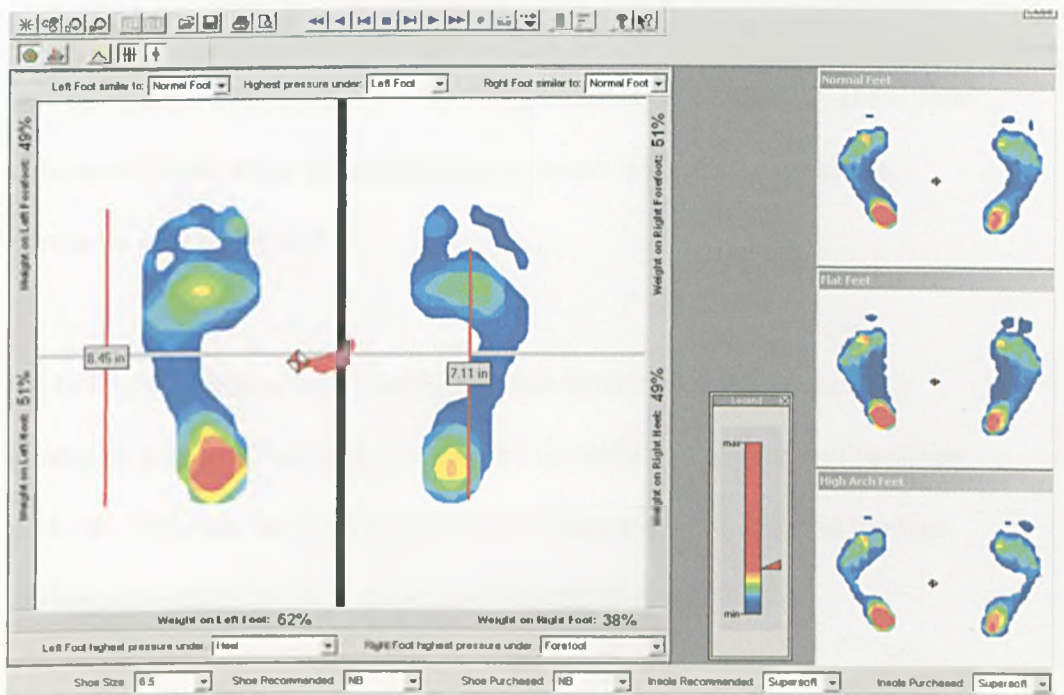 Left Foot similar to: Normal Foot Highest pressure under: Left Foot Right Foot similar to: Normal Foot
Weight on Left Forefoot: 49%
Weight on Left Heel: 51%
8.45 in
7.11 in
Weight on Right Forefoot: 51%
Weight on Right Heel: 49%
Weight on Left Foot: 62% Weight on Right Foot: 38%
Left Foot highest pressure under Heel Right Foot highest pressure under Forefoot
Shoe Size 6.5 Shoe Recommended NB Shoe Purchased NB Insole Recommended Supersoft Insole Purchased Supersoft
Legend
max
min
Normal Feet
Flat Feet
High Arch Feet